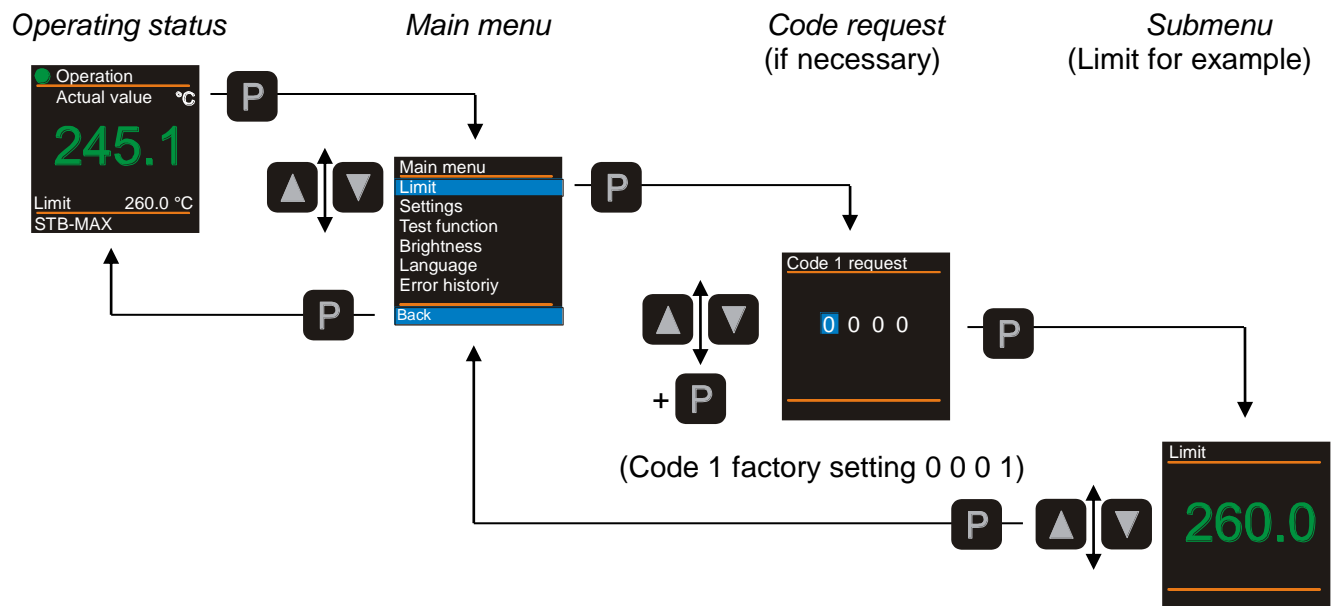 Operating status
Main menu
Code request
(if necessary)
Submenu
(Limit for example)
Operation
Actual value °C
245.1
Limit 260.0 °C
STB-MAX
P
Main menu
Limit
Settings
Test function
Brightness
Language
Error historiy
Back
P
P
Code 1 request
0 0 0 0
+ P
P
(Code 1 factory setting 0 0 0 1)
Limit
260.0
P